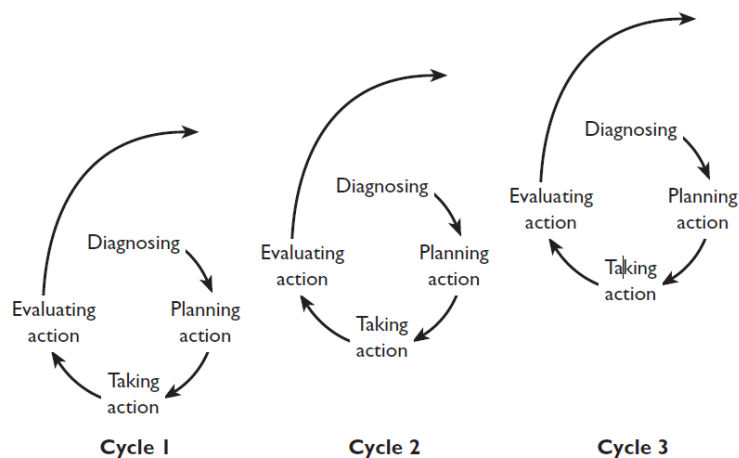 Diagnosing
Evaluating
action
Planning
action
Taking
action
Cycle 1
Diagnosing
Evaluating
action
Planning
action
Taking
action
Cycle 2
Diagnosing
Evaluating
action
Planning
action
Taking
action
Cycle 3